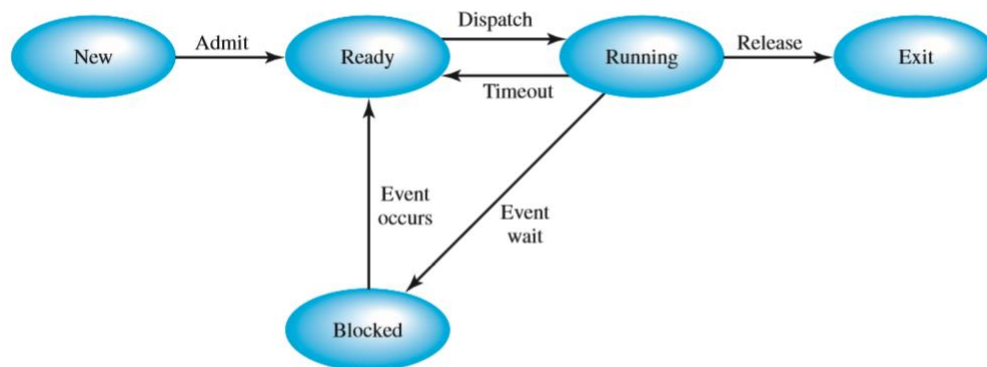 Dispatch
New
Admit
Ready
Running
Release
Exit
Timeout
Event
occurs
Event
wait
Blocked